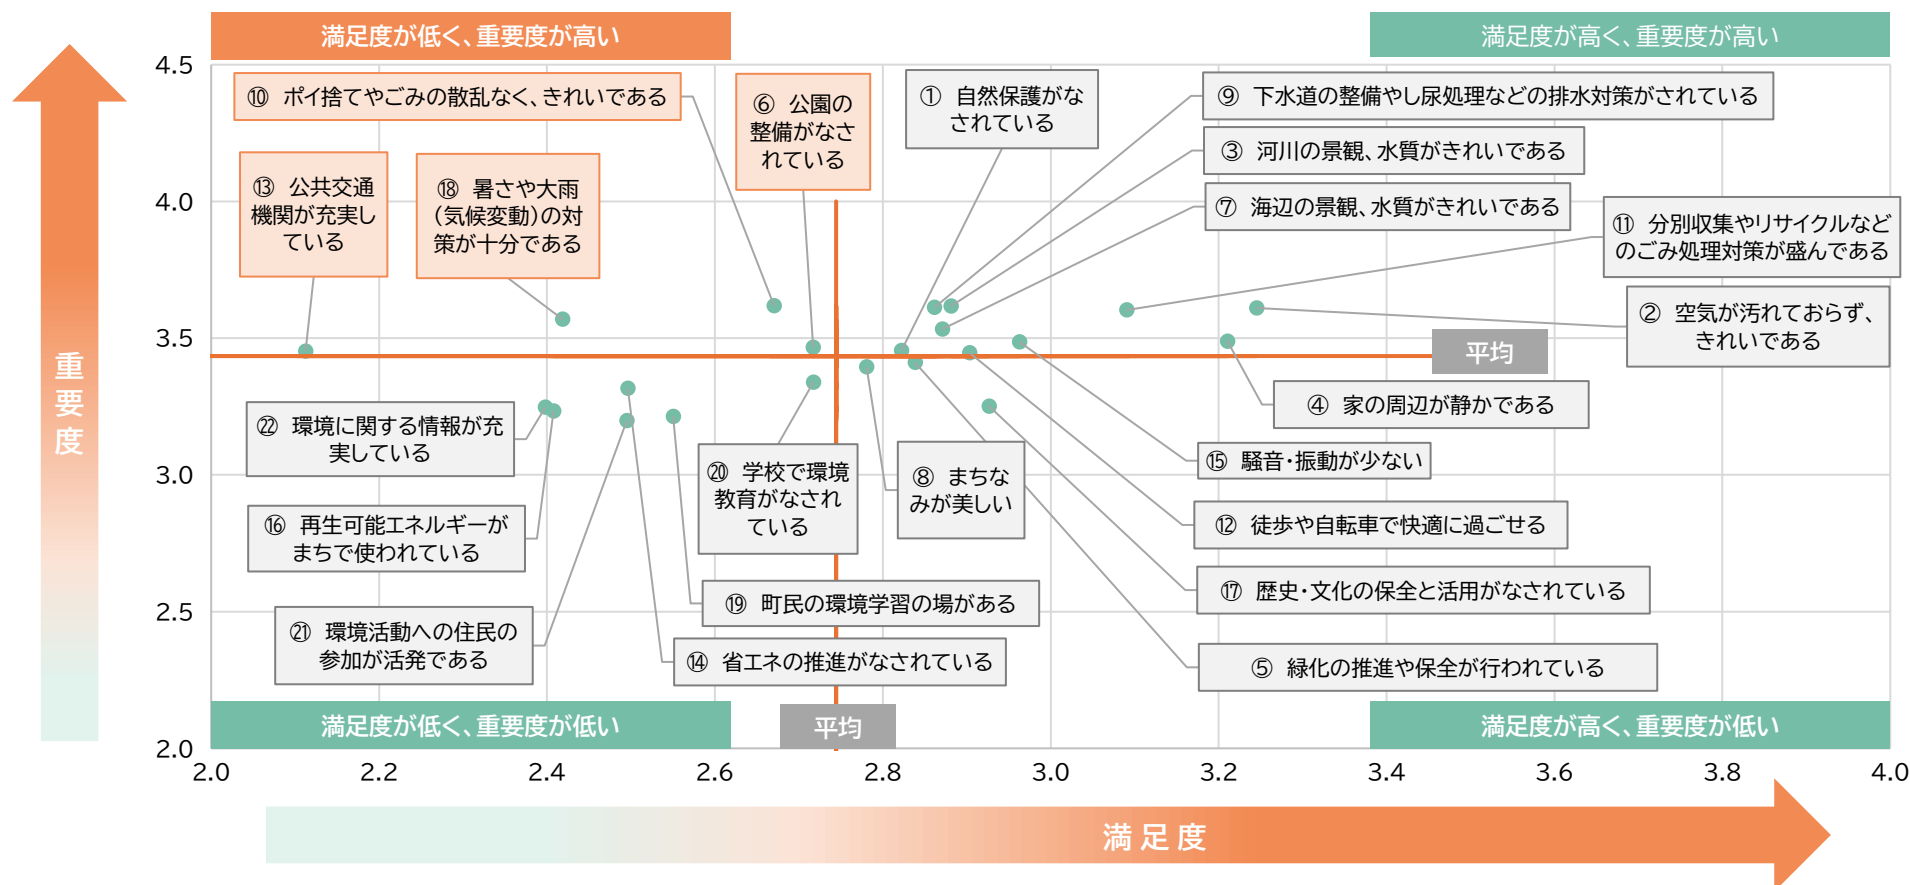 満足度が低く、重要度が高い
満足度が高く、重要度が高い
4.5
4.0
3.5
3.0
2.5
2.0
重要度
⑩ ポイ捨てやごみの散乱なく、きれいである
⑥ 公園の
整備がなさ
れている
① 自然保護がな
されている
⑨ 下水道の整備やし尿処理などの排水対策がされている
③ 河川の景観、水質がきれいである
⑦ 海辺の景観、水質がきれいである
⑬ 公共交通
機関が充実し
ている
⑱ 暑さや大雨
(気候変動)の対
策が十分である
⑪ 分別収集やリサイクルなど
のごみ処理対策が盛んである
② 空気が汚れておらず、
きれいである
平均
④ 家の周辺が静かである
㉒ 環境に関する情報が充
実している
⑳ 学校で環境
教育がなされ
ている
⑧ まちな
みが美しい
⑮ 騒音・振動が少ない
⑯ 再生可能エネルギーが
まちで使われている
⑫ 徒歩や自転車で快適に過ごせる
⑲ 町民の環境学習の場がある
⑰ 歴史・文化の保全と活用がなされている
㉑ 環境活動への住民の
参加が活発である
⑭ 省エネの推進がなされている
⑤ 緑化の推進や保全が行われている
満足度が低く、重要度が低い
平均
満足度が高く、重要度が低い
2.0
2.2
2.4
2.6
2.8
3.0
3.2
3.4
3.6
3.8
4.0
満足度